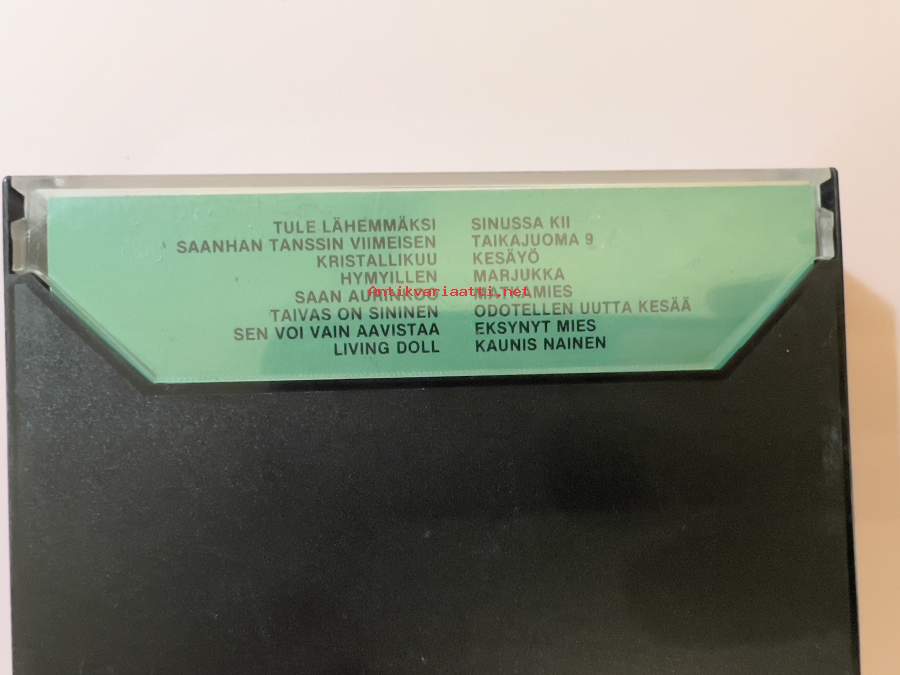 TULE LÄHEMMÄKSI
SAANHAN TANSSIN VIIMEISEN
KRISTALLIKUU
HYMYILLEN
SAAN AURINKOO
TAIVAS ON SININEN
SEN VOI VAIN AAVISTAA
LIVING DOLL
SINUSSA KII
TAIKAJUOMA 9
KESÄYÖ
MARJUKKA
MATKAMIES
ODOTELLEN UUTTA KESÄÄ
EKSYNYT MIES
KAUNIS NAINEN
Antikvariaatti.net